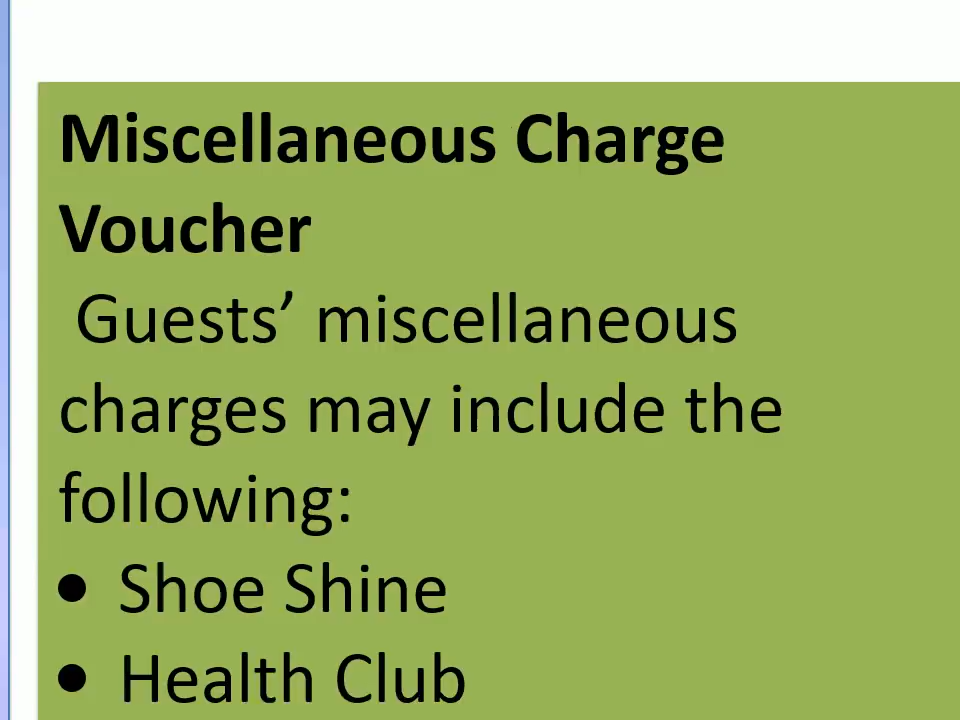 Miscellaneous Charge
Voucher
Guests’ miscellaneous
charges may include the
following:
• Shoe Shine
• Health Club